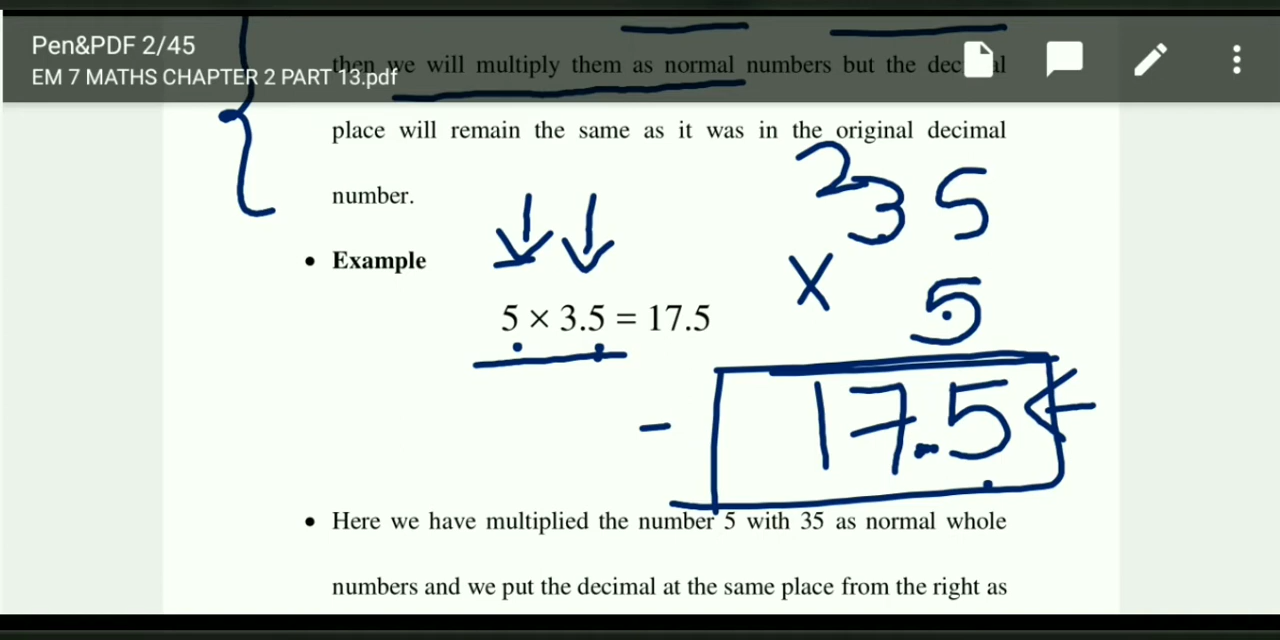 Pen&PDF 2/45
EM 7 MATHS CHAPTER 2 PART 13.pdf
then we will multiply them as normal numbers but the decimal
place will remain the same as it was in the original decimal
number.
2 35
• Example
× 5
5 × 3.5 = 17.5
17.5
• Here we have multiplied the number 5 with 35 as normal whole
numbers and we put the decimal at the same place from the right as